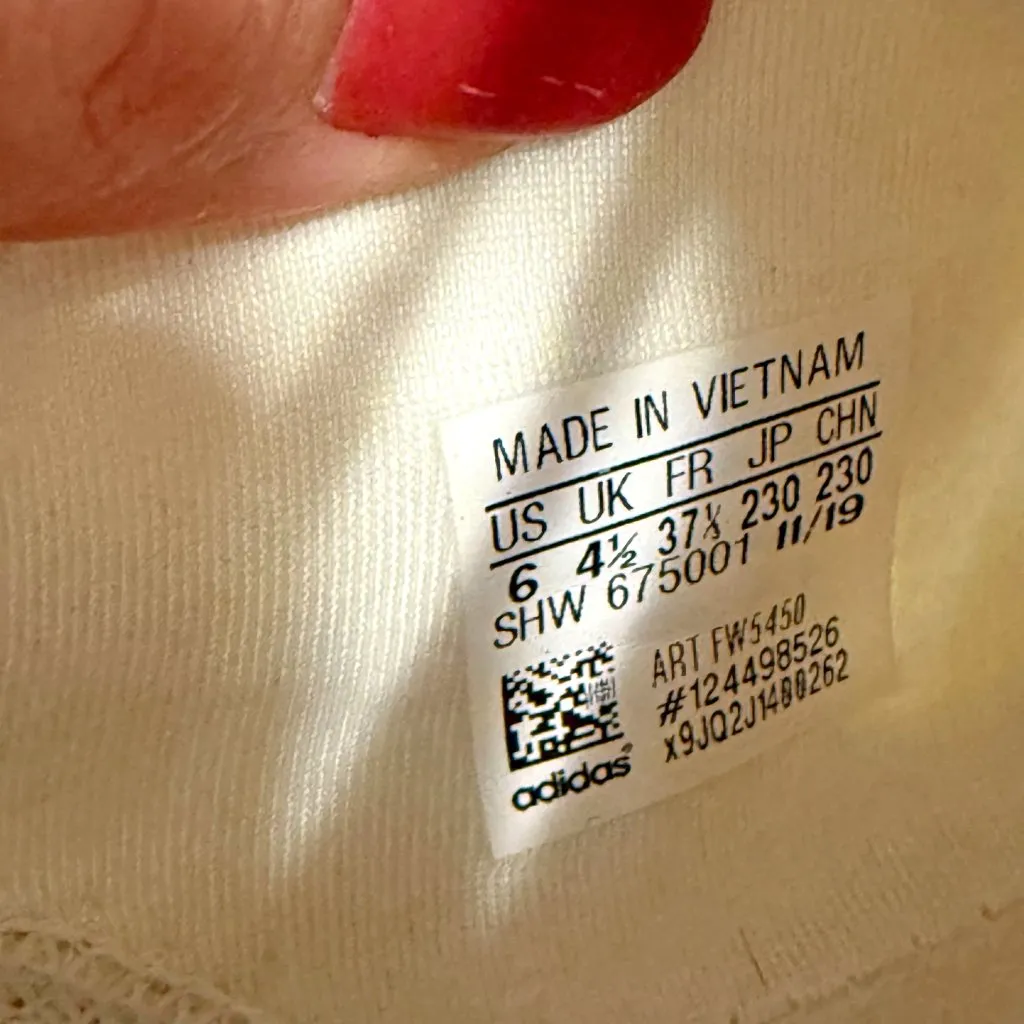 MADE IN VIETNAM
US UK FR JP CHN
6 4½ 37⅓ 230 230
SHW 675001 11/19
ART FW5450
#124498526
x9JQ2J1480262
adidas®